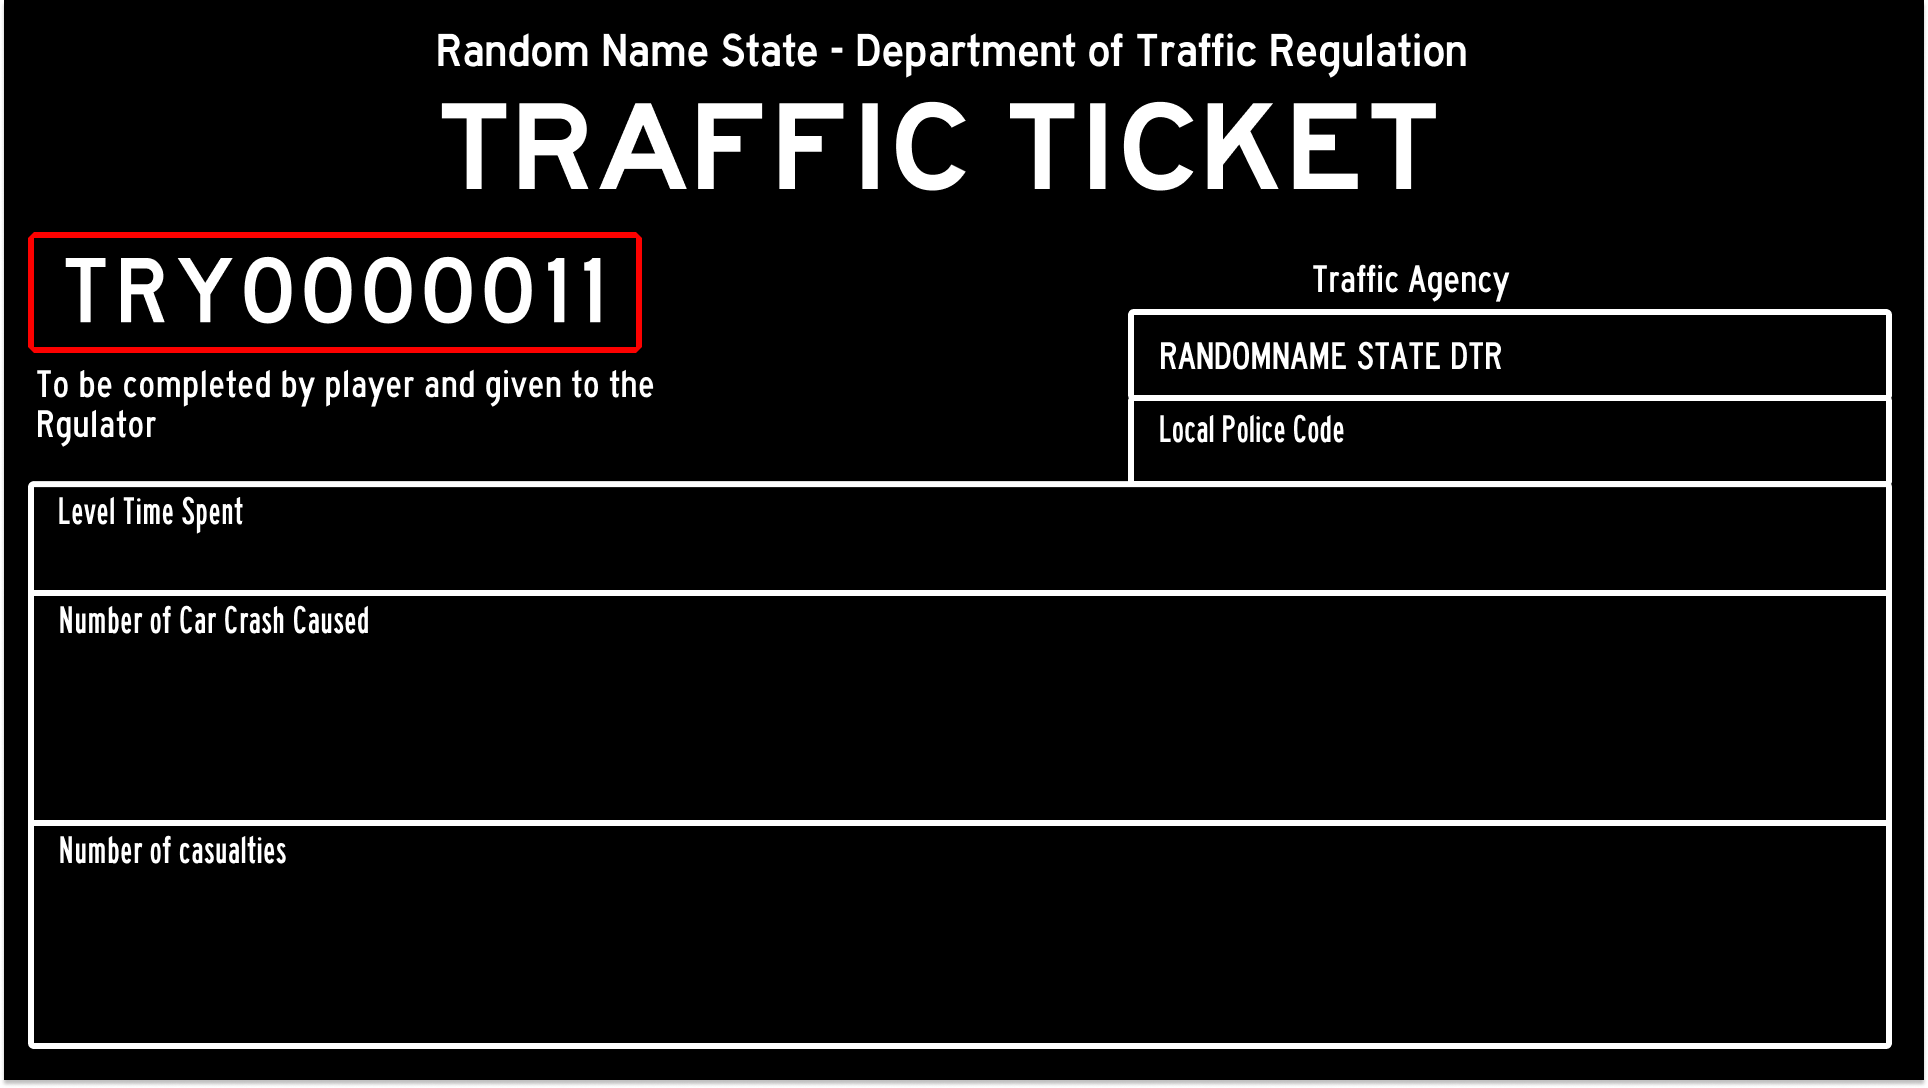 Random Name State - Department of Traffic Regulation
TRAFFIC TICKET
TRY0000011
To be completed by player and given to the
Rgulator
Traffic Agency
RANDOMNAME STATE DTR
Local Police Code
Level Time Spent
Number of Car Crash Caused
Number of casualties